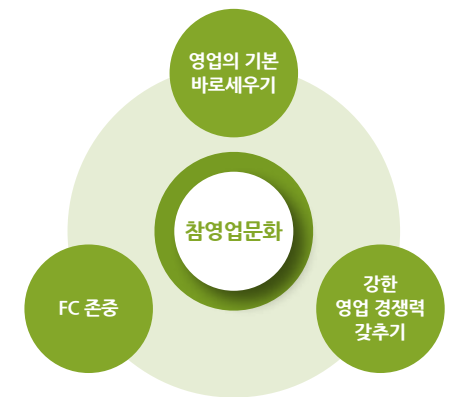 영업의 기본
바로세우기
참영업문화
FC 존중
강한
영업 경쟁력
갖추기